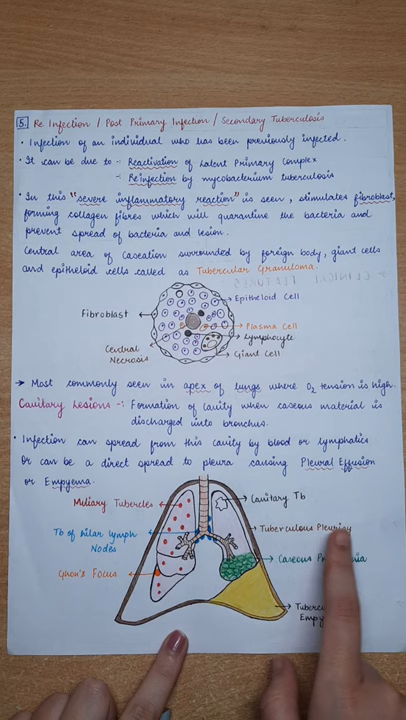 5. Re Infection / Post Primary Infection / Secondary Tuberculosis
• Infection of an individual who has been previously infected.
• It can be due to :- Reactivation of Latent Primary Complex
:- Reinfection by mycobacterium tuberculosis
• In this "severe inflammatory reaction" is seen, stimulates fibroblast,
forming collagen fibres which will quarantine the bacteria and
prevent spread of bacteria and lesion.
Central area of Caseation surrounded by foreign body, giant cells
and epitheloid cells called as Tubercular Granuloma.
Epitheloid Cell
Fibroblast
Plasma Cell
Lymphocyte
Central
Necrosis
Giant Cell
→ Most commonly seen in apex of lungs where O2 tension is high.
Cavitary Lesions -: Formation of cavity when caseous material is
discharged into bronchus.
• Infection can spread from this cavity by blood or lymphatics
or can be a direct spread to pleura causing Pleural Effusion
or Empyema.
Miliary Tubercles
Cavitary Tb
Tb of hilar lymph
Nodes
Tuberculous
Caseous
Ghon's Focus